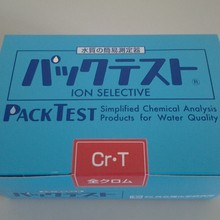 水質の簡易測定器
パックテスト®
ION SELECTIVE
PACKTEST Simplified Chemical Analysis
Products for Water Quality
Cr・T
全クロム